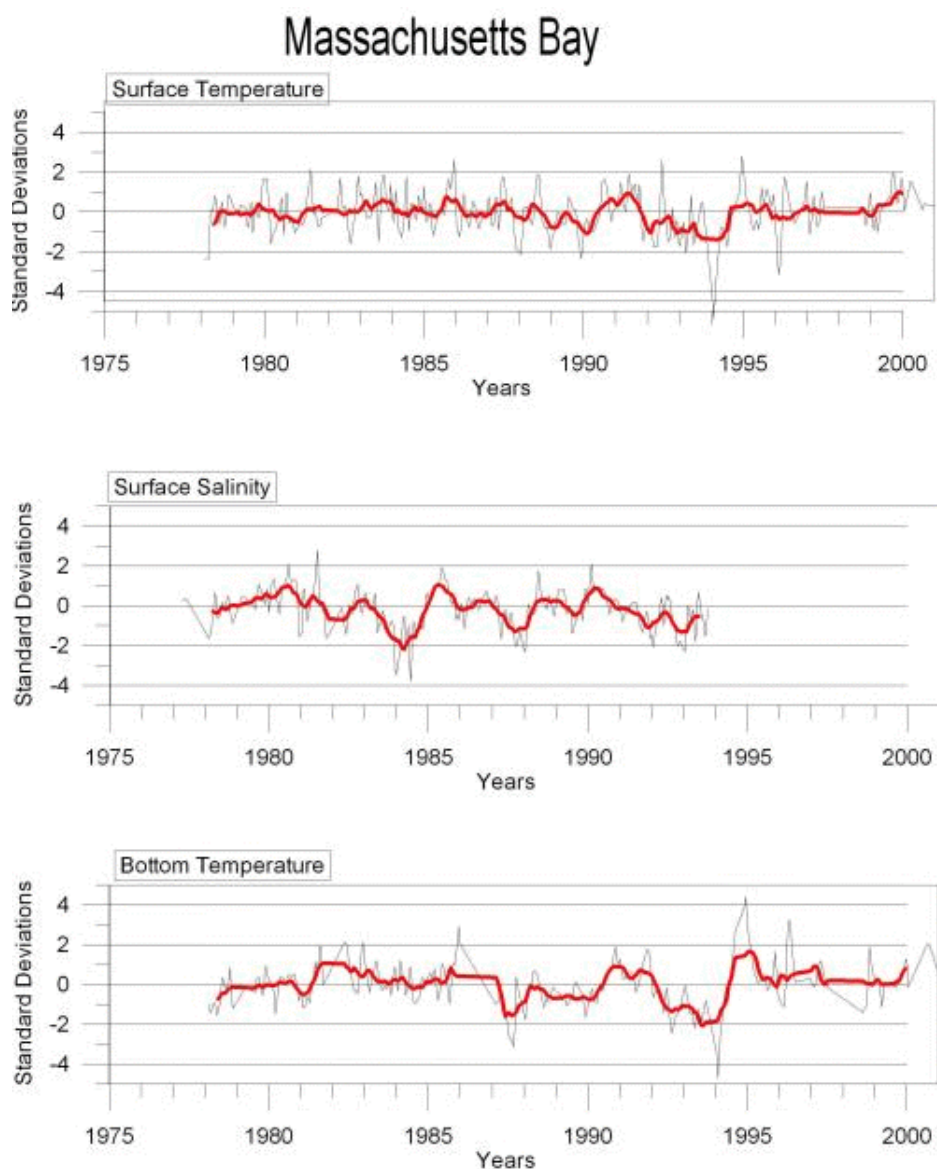 Massachusetts Bay
Surface Temperature
Standard Deviations
4
2
0
-2
-4
1975 1980 1985 1990 1995 2000
Years
Surface Salinity
Standard Deviations
4
2
0
-2
-4
1975 1980 1985 1990 1995 2000
Years
Bottom Temperature
Standard Deviations
4
2
0
-2
-4
1975 1980 1985 1990 1995 2000
Years